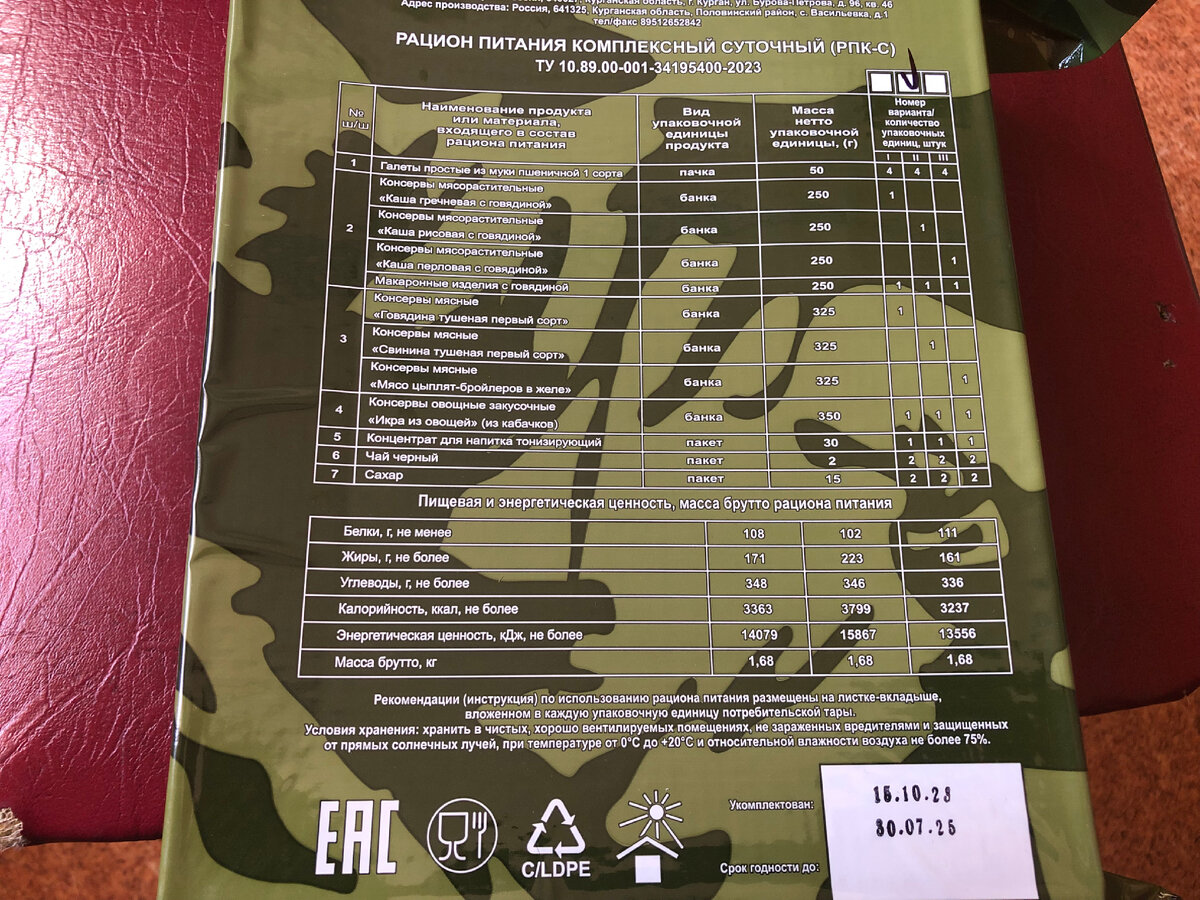 Курганская область, г. Курган, ул. Бурова-Петрова, д. 96, кв. 46
Адрес производства: Россия, 641325, Курганская область, Половинский район, с. Васильевка, д.1
тел/факс 89512652842
РАЦИОН ПИТАНИЯ КОМПЛЕКСНЫЙ СУТОЧНЫЙ (РПК-С)
ТУ 10.89.00-001-34195400-2023
№ ш/ш Наименование продукта или материала, входящего в состав рациона питания Вид упаковочной единицы продукта Масса нетто упаковочной единицы, (г) Номер варианта/ количество упаковочных единиц, штук
I II III
1 Галеты простые из муки пшеничной 1 сорта пачка 50 4 4 4
2 Консервы мясорастительные
«Каша гречневая с говядиной» банка 250 1
Консервы мясорастительные
«Каша рисовая с говядиной» банка 250 1
Консервы мясорастительные
«Каша перловая с говядиной» банка 250 1
Макаронные изделия с говядиной банка 250 1 1 1
3 Консервы мясные
«Говядина тушеная первый сорт» банка 325 1
Консервы мясные
«Свинина тушеная первый сорт» банка 325 1
Консервы мясные
«Мясо цыплят-бройлеров в желе» банка 325 1
4 Консервы овощные закусочные
«Икра из овощей» (из кабачков) банка 350 1 1 1
5 Концентрат для напитка тонизирующий пакет 30 1 1 1
6 Чай черный пакет 2 2 2 2
7 Сахар пакет 15 2 2 2
Пищевая и энергетическая ценность, масса брутто рациона питания
Белки, г, не менее 108 102 111
Жиры, г, не более 171 223 161
Углеводы, г, не более 348 346 336
Калорийность, ккал, не более 3363 3799 3237
Энергетическая ценность, кДж, не более 14079 15867 13556
Масса брутто, кг 1,68 1,68 1,68
Рекомендации (инструкция) по использованию рациона питания размещены на листке-вкладыше,
вложенном в каждую упаковочную единицу потребительской тары.
Условия хранения: хранить в чистых, хорошо вентилируемых помещениях, не зараженных вредителями и защищенных
от прямых солнечных лучей, при температуре от 0°С до +20°С и относительной влажности воздуха не более 75%.
EAC
C/LDPE
Укомплектован: 15.10.23
30.07.25
Срок годности до: